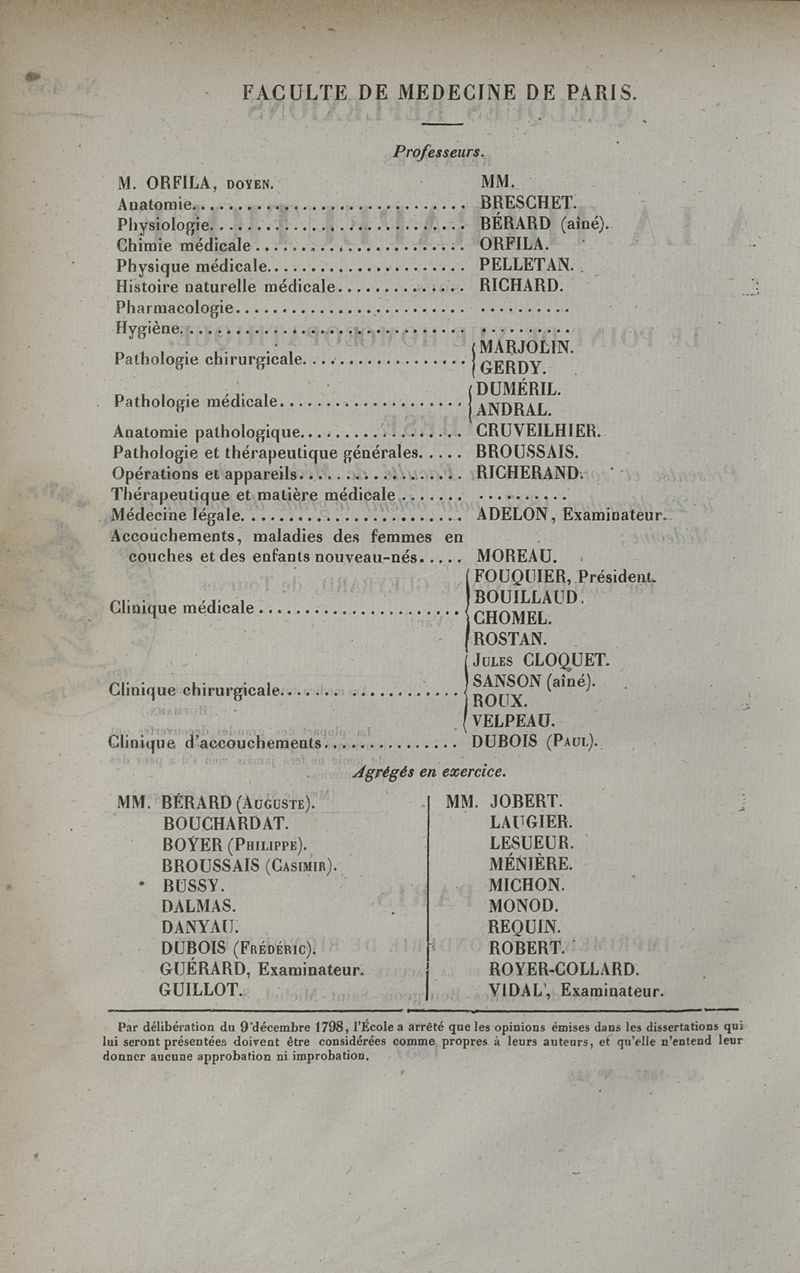 FACULTE DE MEDECINE DE PARIS.
Professeurs.
M. ORFILA, DOYEN. MM.
Anatomie.............................. BRESCHET.
Physiologie............................ BÉRARD (aîné).
Chimie médicale........................ ORFILA.
Physique médicale...................... PELLETAN.
Histoire naturelle médicale.............. RICHARD.
Pharmacologie......................... ..........
Hygiène............................... ..........
Pathologie chirurgicale.................. MARJOLIN.
GERDY.
Pathologie médicale.................... DUMÉRIL.
ANDRAL.
Anatomie pathologique.................. CRUVEILHIER.
Pathologie et thérapeutique générales..... BROUSSAIS.
Opérations et appareils.................. RICHERAND.
Thérapeutique et matière médicale....... ..........
Médecine légale........................ ADELON, Examinateur.
Accouchements, maladies des femmes en
couches et des enfants nouveau-nés..... MOREAU.
Clinique médicale...................... FOUQUIER, Président.
BOUILLAUD.
CHOMEL.
ROSTAN.
Clinique chirurgicale................... JULES CLOQUET.
SANSON (aîné).
ROUX.
VELPEAU.
Clinique d'accouchements............... DUBOIS (PAUL).
Agrégés en exercice.
MM. BÉRARD (AUGUSTE).
BOUCHARDAT.
BOYER (PHILIPPE).
BROUSSAIS (CASIMIR).
BUSSY.
DALMAS.
DANYAU.
DUBOIS (FRÉDÉRIC).
GUÉRARD, Examinateur.
GUILLOT.
MM. JOBERT.
LAUGIER.
LESUEUR.
MÉNIÈRE.
MICHON.
MONOD.
REQUIN.
ROBERT.
ROYER-COLLARD.
VIDAL, Examinateur.
Par délibération du 9 décembre 1798, l'École a arrêté que les opinions émises dans les dissertations qui
lui seront présentées doivent être considérées comme propres à leurs auteurs, et qu'elle n'entend leur
donner aucune approbation ni improbation.